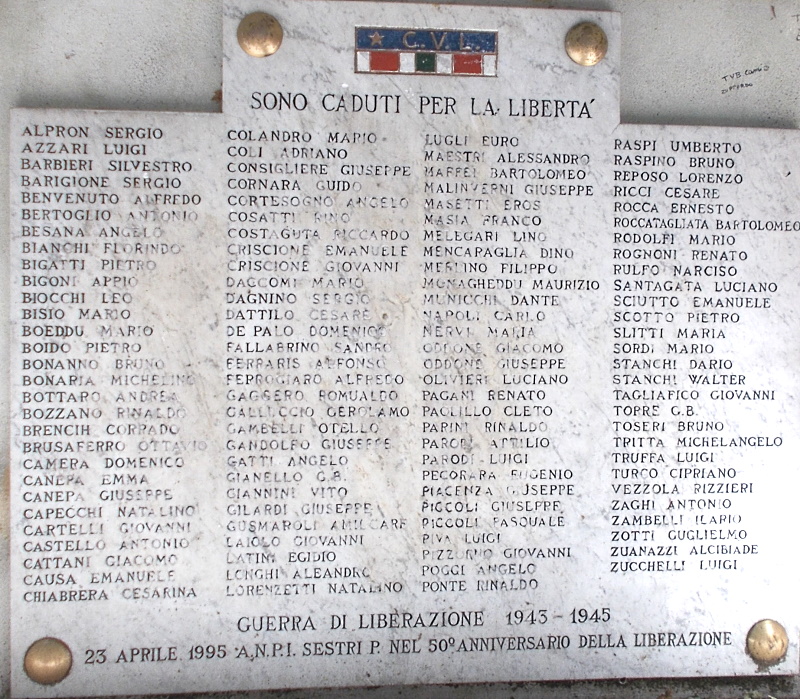 C.V.L.
SONO CADUTI PER LA LIBERTA'
ALPRON SERGIO
AZZARI LUIGI
BARBIERI SILVESTRO
BARIGIONE SERGIO
BENVENUTO ALFREDO
BERTOGLIO ANTONIO
BESANA ANGELO
BIANCHI FLORINDO
BIGATTI PIETRO
BIGONI APPIO
BIOCCHI LEO
BISIO MARIO
BOEDDU MARIO
BOIDO PIETRO
BONANNO BRUNO
BONARIA MICHELINO
BOTTARO ANDREA
BOZZANO RINALDO
BRENCIH CORRADO
BRUSAFERRO OTTAVIO
CAMERA DOMENICO
CANEPA EMMA
CANEPA GIUSEPPE
CAPECCHI NATALINO
CARTELLI GIOVANNI
CASTELLO ANTONIO
CATTANI GIACOMO
CAUSA EMANUELE
CHIABRERA CESARINA
COLANDRO MARIO
COLI ADRIANO
CONSIGLIERE GIUSEPPE
CORNARA GUIDO
CORTESOGNO ANGELO
COSATTI RINO
COSTAGUTA RICCARDO
CRISCIONE EMANUELE
CRISCIONE GIOVANNI
DACCOMI MARIO
DAGNINO SERGIO
DATTILO CESARE
DE PALO DOMENICO
FALLABRINO SANDRO
FERRARIS ALFONSO
FERROGIARO ALFREDO
GAGGERO ROMUALDO
GALLUCCIO GEROLAMO
GAMBELLI OTELLO
GANDOLFO GIUSEPPE
GATTI ANGELO
GIANELLO G.B.
GIANNINI VITO
GILARDI GIUSEPPE
GUSMAROLI AMILCARE
LAIOLO GIOVANNI
LATINI EGIDIO
LONGHI ALEANDRO
LORENZETTI NATALINO
LUGLI EURO
MAESTRI ALESSANDRO
MAFFEI BARTOLOMEO
MALINVERNI GIUSEPPE
MASETTI EROS
MASIA FRANCO
MELEGARI LINO
MENCAPAGLIA DINO
MERLINO FILIPPO
MONAGHEDDU MAURIZIO
MUNICCHI DANTE
NAPOLI CARLO
NERVI MARIA
ODDONE GIACOMO
ODDONE GIUSEPPE
OLIVIERI LUCIANO
PAGANI RENATO
PAOLILLO CLETO
PARINI RINALDO
PARODI ATTILIO
PARODI LUIGI
PECORARA EUGENIO
PIACENZA GIUSEPPE
PICCOLI GIUSEPPE
PICCOLI PASQUALE
PIVA LUIGI
PIZZORNO GIOVANNI
POGGI ANGELO
PONTE RINALDO
RASPI UMBERTO
RASPINO BRUNO
REPOSO LORENZO
RICCI CESARE
ROCCA ERNESTO
ROCCATAGLIATA BARTOLOMEO
RODOLFI MARIO
ROGNONI RENATO
RULFO NARCISO
SANTAGATA LUCIANO
SCIUTTO EMANUELE
SCOTTO PIETRO
SLITTI MARIA
SORDI MARIO
STANCHI DARIO
STANCHI WALTER
TAGLIAFICO GIOVANNI
TORRE G.B.
TOSERI BRUNO
TRITTA MICHELANGELO
TRUFFA LUIGI
TURCO CIPRIANO
VEZZOLA RIZZIERI
ZAGHI ANTONIO
ZAMBELLI ILARIO
ZOTTI GUGLIELMO
ZUANAZZI ALCIBIADE
ZUCCHELLI LUIGI
GUERRA DI LIBERAZIONE 1943-1945
23 APRILE 1995 A.N.P.I. SESTRI P. NEL 50° ANNIVERSARIO DELLA LIBERAZIONE
T.V.B.